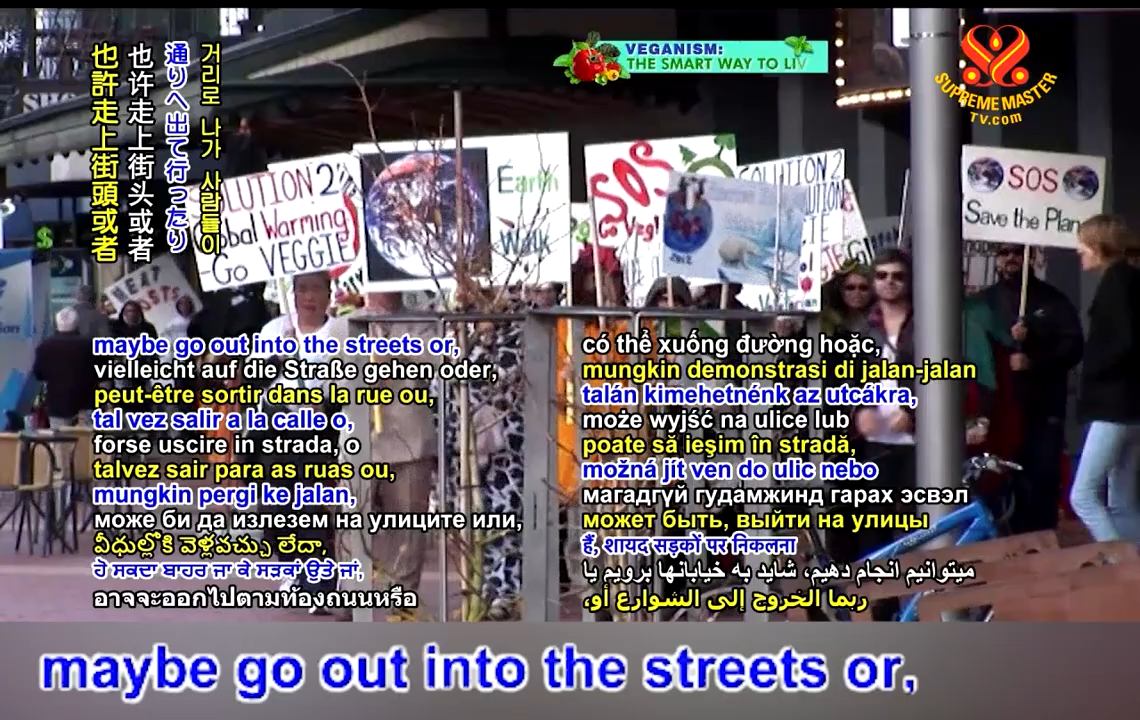 VEGANISM:
THE SMART WAY TO LIV
SUPREME MASTER
TV.com
거리로 나가 사람들이
通りへ出て行ったり
也许走上街头或者
也許走上街頭或者
SOLUTION 2
Global Warming
-Go VEGGIE
Earth
Walk
SOS
Go Veg!
SOLUTION 2
SOS
Save the Plan
$
maybe go out into the streets or,
vielleicht auf die Straße gehen oder,
peut-être sortir dans la rue ou,
tal vez salir a la calle o,
forse uscire in strada, o
talvez sair para as ruas ou,
mungkin pergi ke jalan,
може би да излезем на улиците или,
వీధుల్లోకి వెళ్లవచ్చు లేదా,
ਹੋ ਸਕਦਾ ਬਾਹਰ ਜਾ ਕੇ ਸੜਕਾਂ ਉਤੇ ਜਾਂ,
อาจจะออกไปตามท้องถนนหรือ
có thể xuống đường hoặc,
mungkin demonstrasi di jalan-jalan
talán kimehetnénk az utcákra,
może wyjść na ulice lub
poate să ieşim în stradă,
možná jít ven do ulic nebo
магадгүй гудамжинд гарах эсвэл
может быть, выйти на улицы
हैं, शायद सड़कों पर निकलना
میتوانیم انجام دهیم، شاید به خیابانها برویم یا
ربما الخروج إلى الشوارع أو،
maybe go out into the streets or,